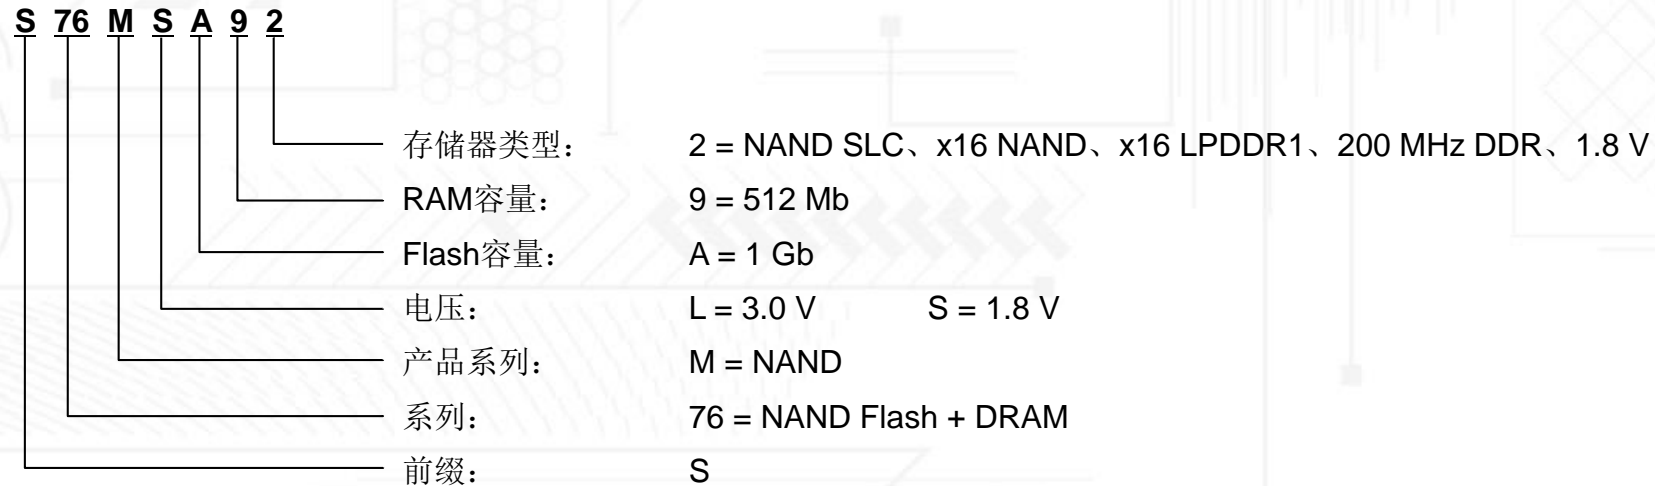 S 76 M S A 9 2
存储器类型： 2 = NAND SLC、x16 NAND、x16 LPDDR1、200 MHz DDR、1.8 V
RAM容量： 9 = 512 Mb
Flash容量： A = 1 Gb
电压： L = 3.0 V S = 1.8 V
产品系列： M = NAND
系列： 76 = NAND Flash + DRAM
前缀： S